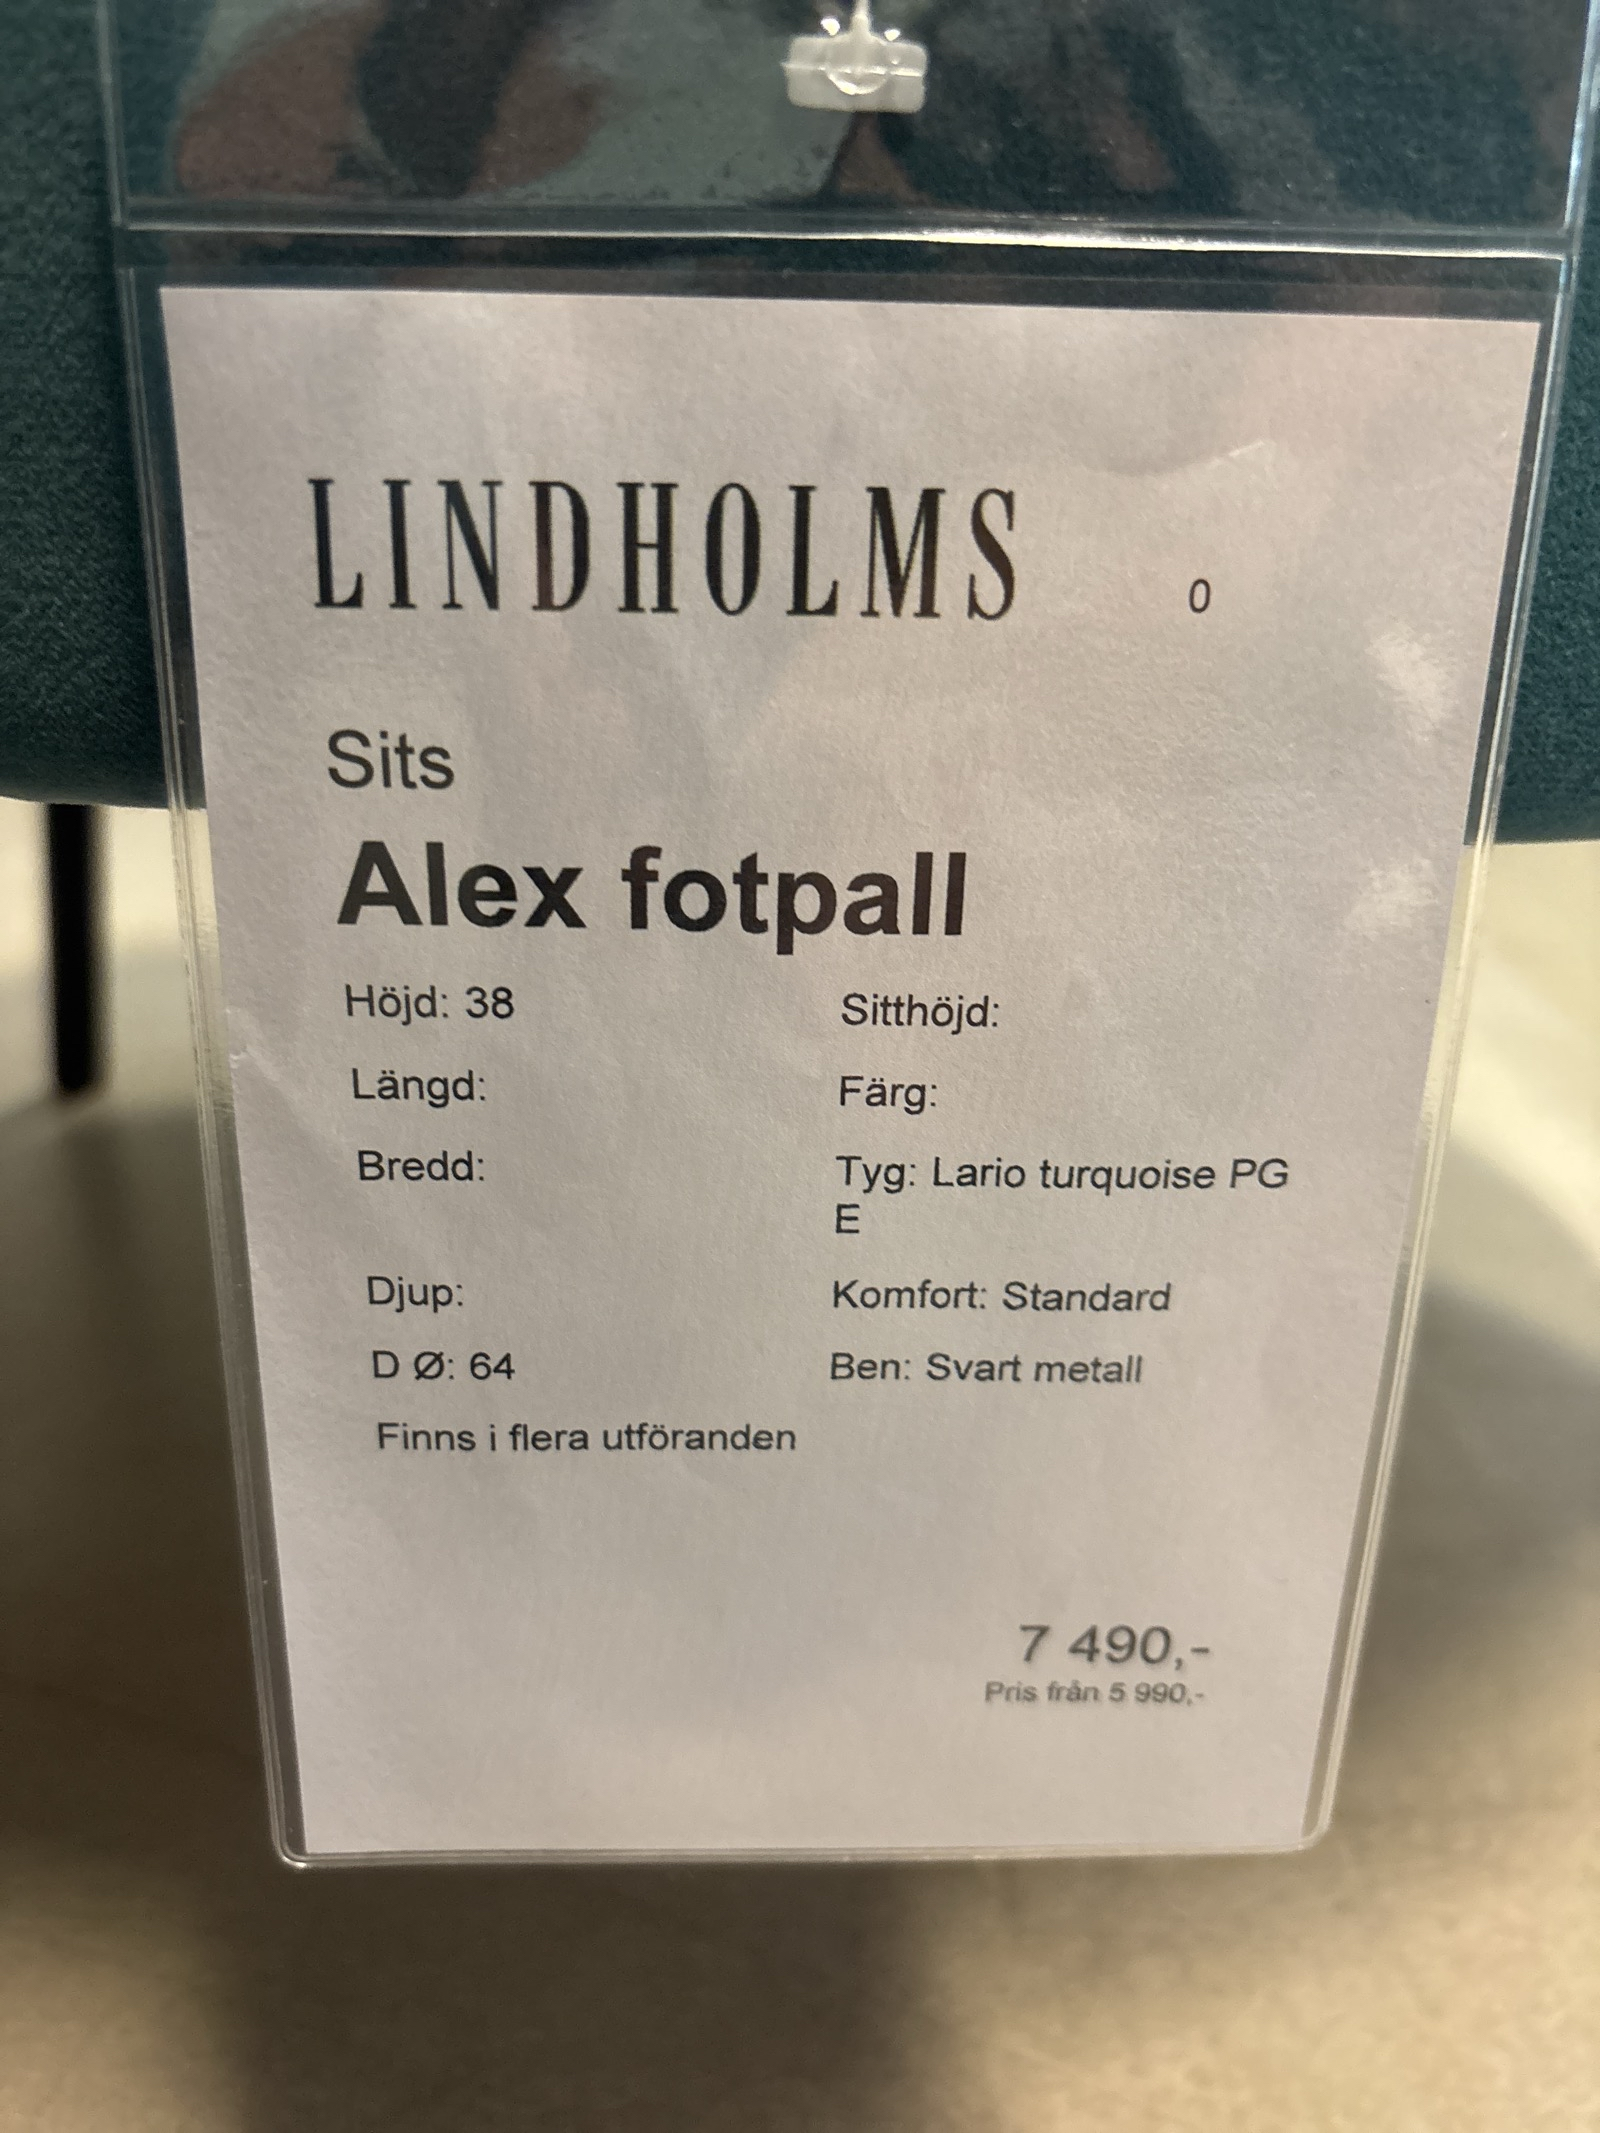 LINDHOLMS 0
Sits
Alex fotpall
Höjd: 38 Sitthöjd:
Längd: Färg:
Bredd: Tyg: Lario turquoise PG
E
Djup: Komfort: Standard
D Ø: 64 Ben: Svart metall
Finns i flera utföranden
7 490,-
Pris från 5 990,-